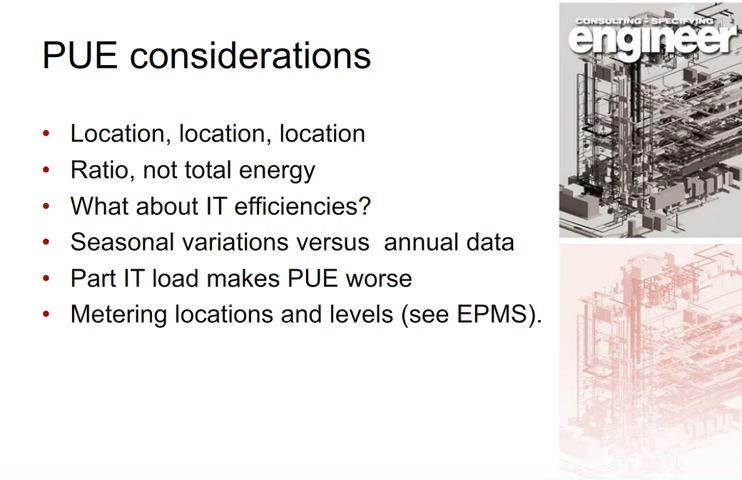 PUE considerations
CONSULTING-SPECIFYING
engineer
• Location, location, location
• Ratio, not total energy
• What about IT efficiencies?
• Seasonal variations versus  annual data
• Part IT load makes PUE worse
• Metering locations and levels (see EPMS).